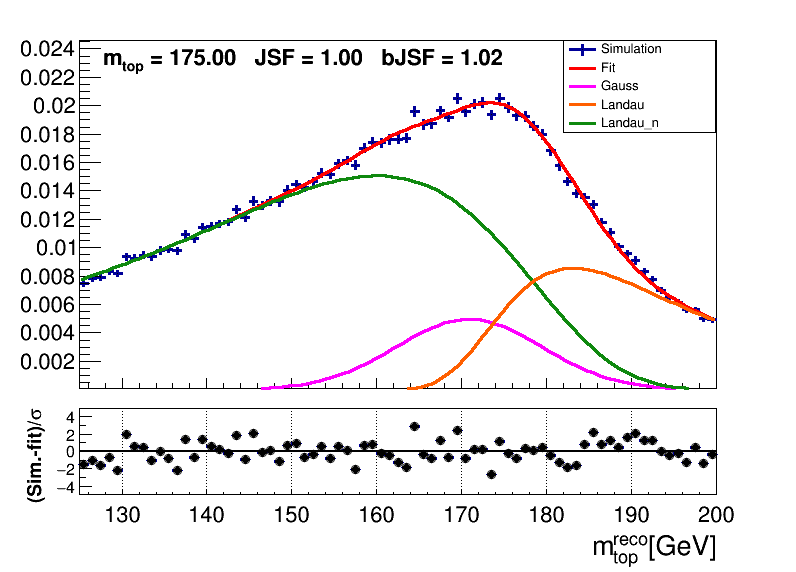 0.024
0.022
0.02
0.018
0.016
0.014
0.012
0.01
0.008
0.006
0.004
0.002
m_top = 175.00 JSF = 1.00 bJSF = 1.02
Simulation
Fit
Gauss
Landau
Landau_n
(Sim.-fit)/σ
4
2
0
−2
−4
130 140 150 160 170 180 190 200
m_top^reco[GeV]